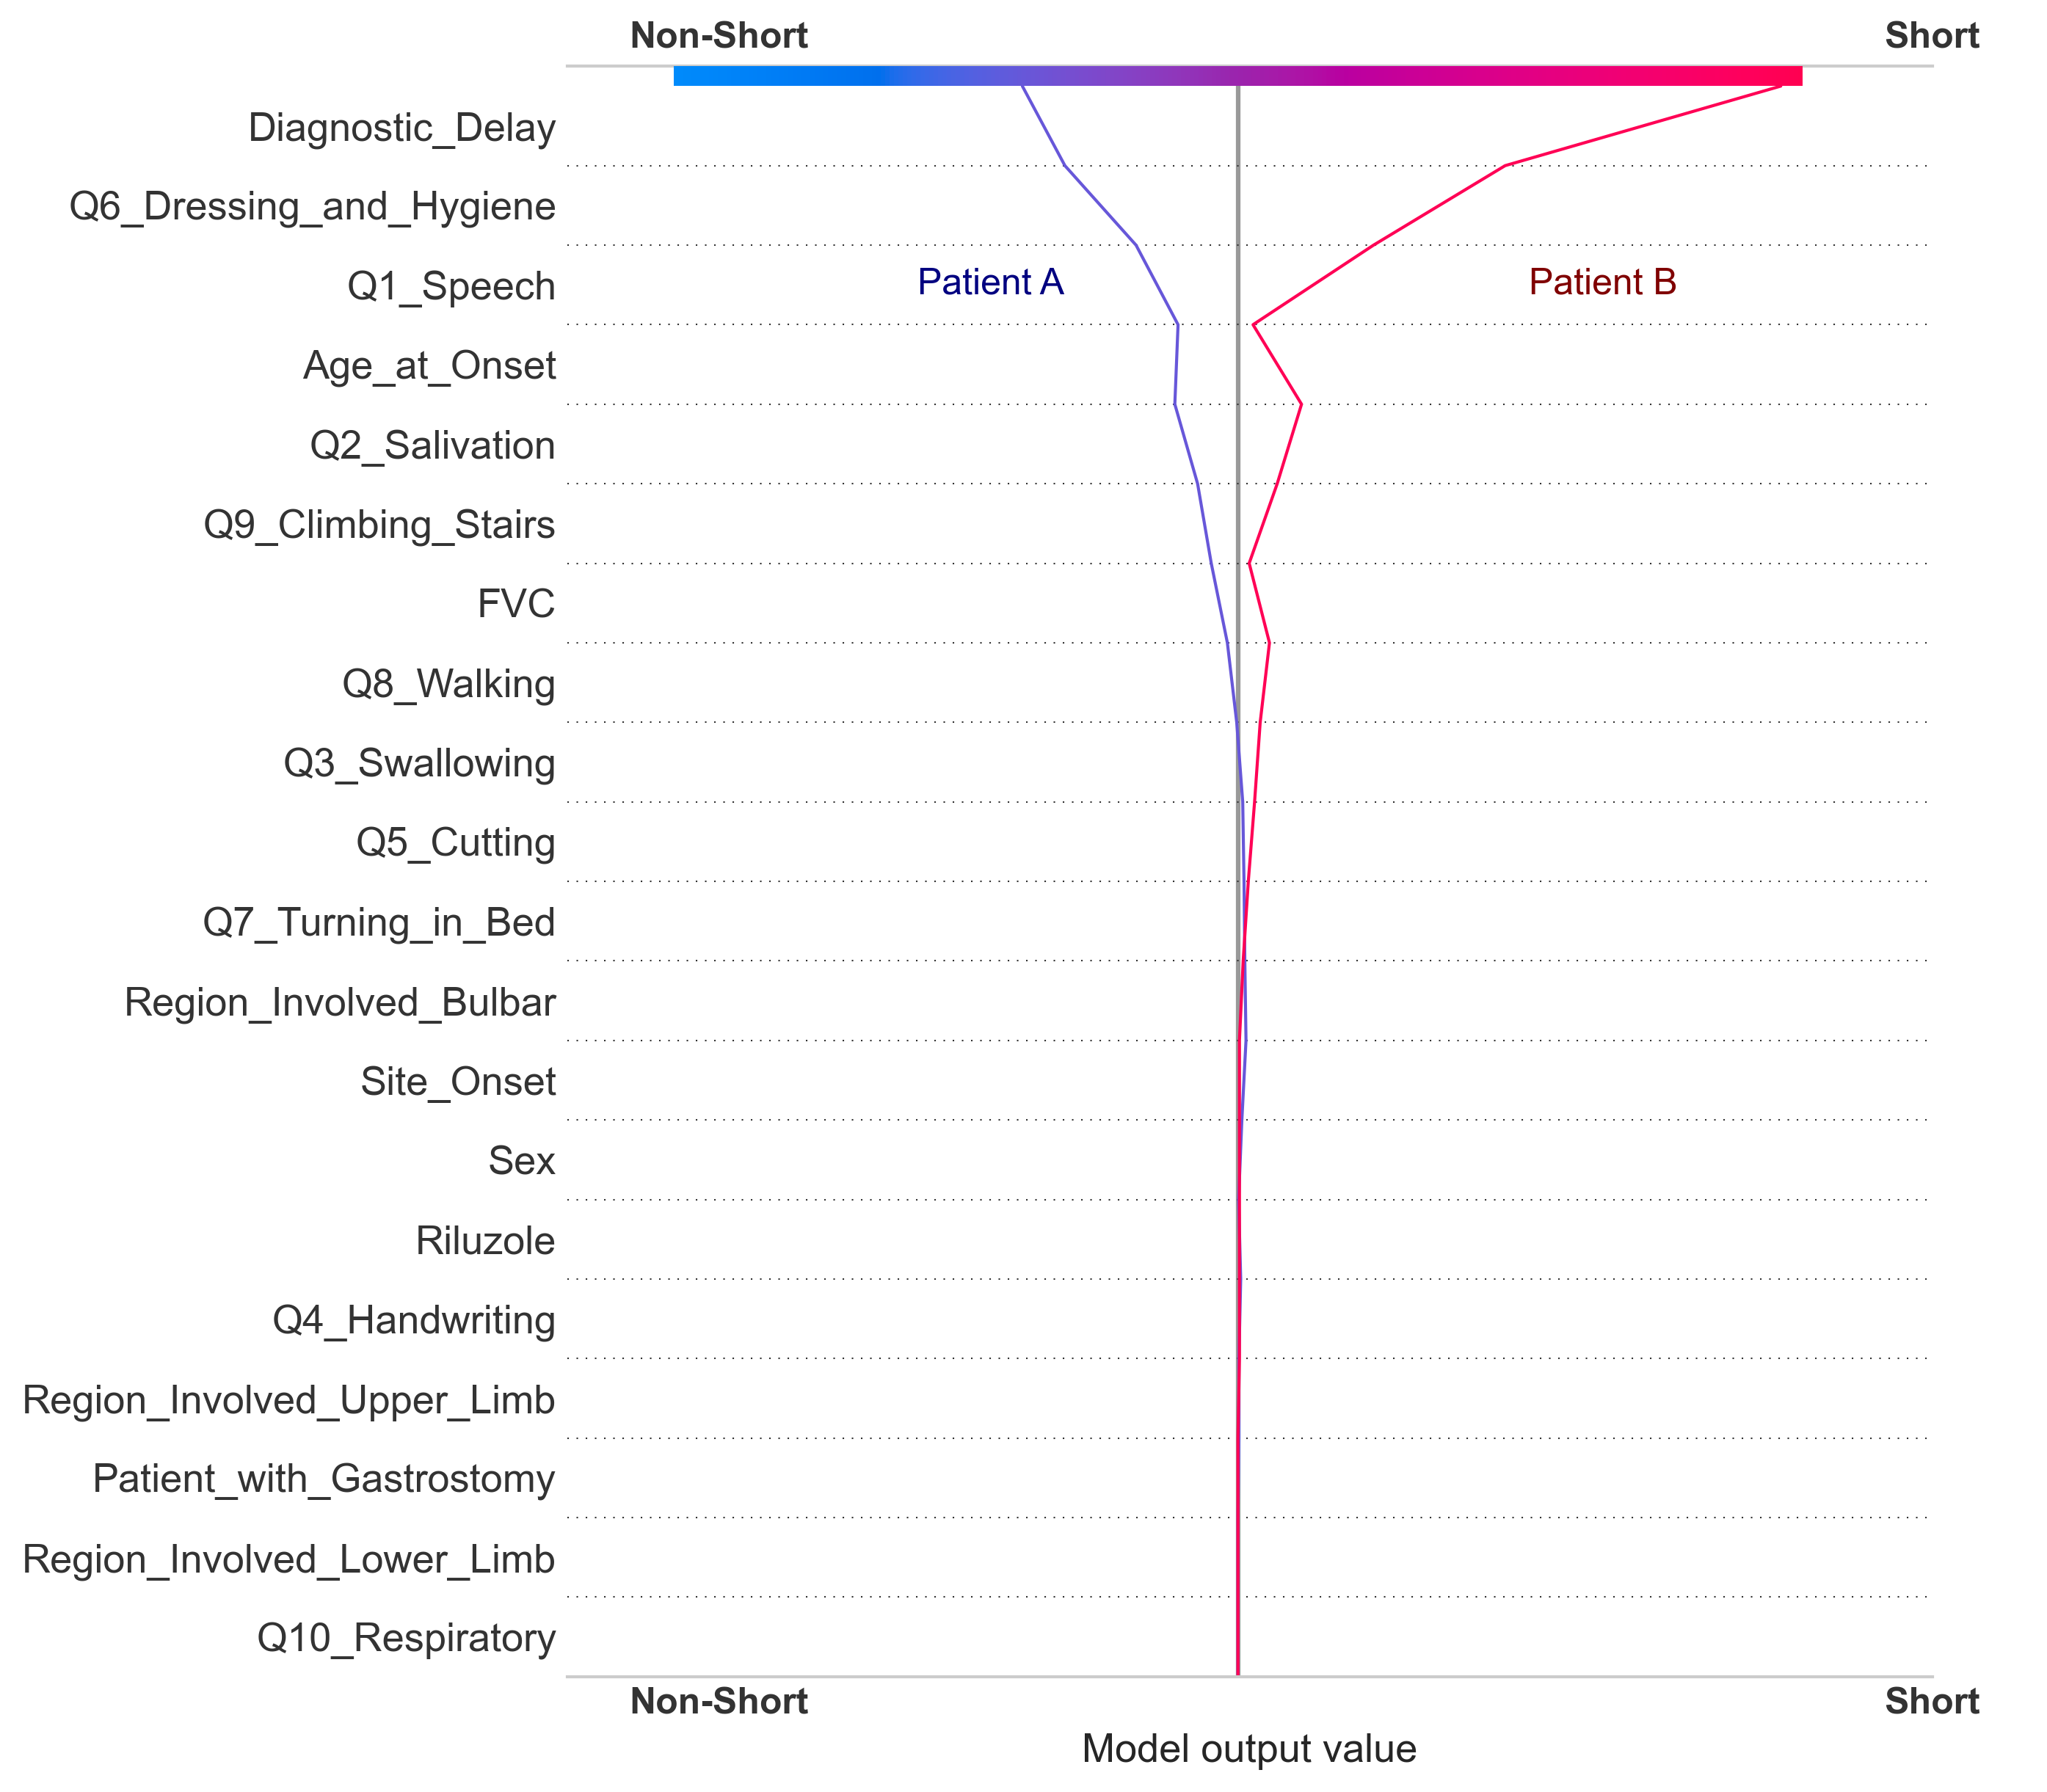 Non-Short Short
Diagnostic_Delay
Q6_Dressing_and_Hygiene
Q1_Speech Patient A Patient B
Age_at_Onset
Q2_Salivation
Q9_Climbing_Stairs
FVC
Q8_Walking
Q3_Swallowing
Q5_Cutting
Q7_Turning_in_Bed
Region_Involved_Bulbar
Site_Onset
Sex
Riluzole
Q4_Handwriting
Region_Involved_Upper_Limb
Patient_with_Gastrostomy
Region_Involved_Lower_Limb
Q10_Respiratory
Non-Short Short
Model output value